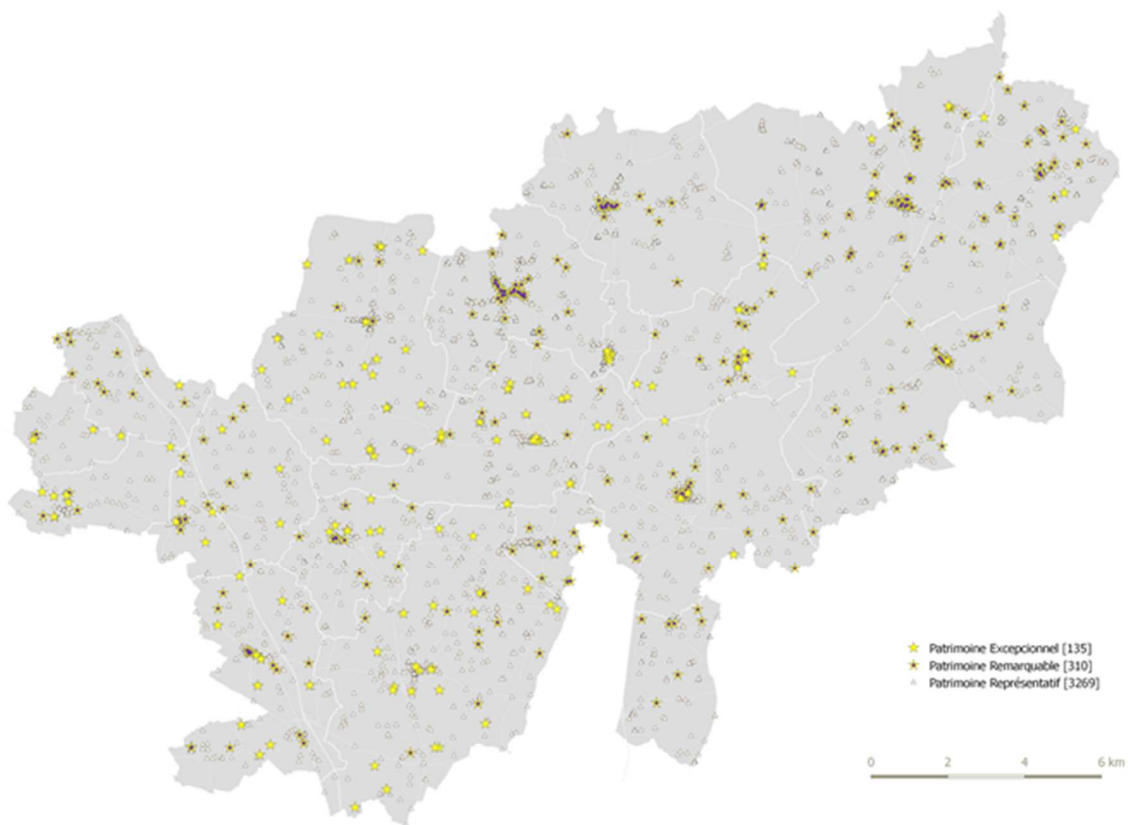 Patrimoine Excepcionnel [135]
Patrimoine Remarquable [310]
Patrimoine Représentatif [3269]
0 2 4 6 km